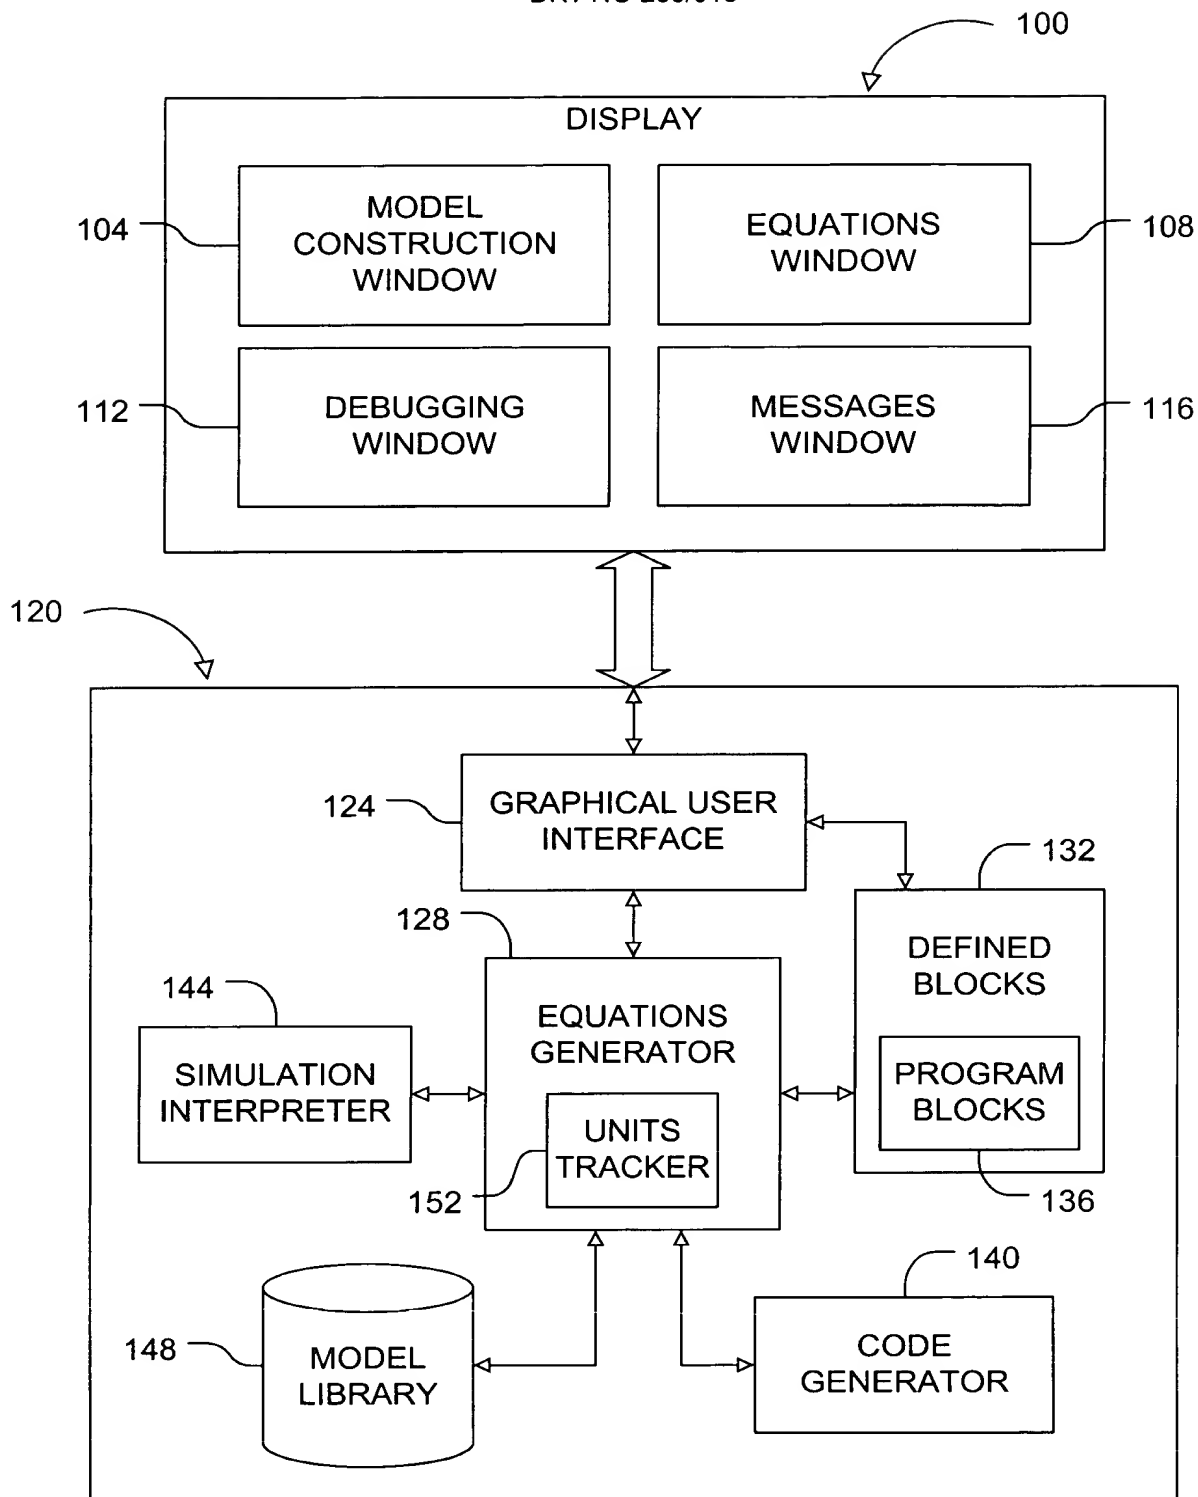 100
DISPLAY
MODEL
CONSTRUCTION
WINDOW
104
EQUATIONS
WINDOW
108
DEBUGGING
WINDOW
112
MESSAGES
WINDOW
116
120
GRAPHICAL USER
INTERFACE
124
132
DEFINED
BLOCKS
PROGRAM
BLOCKS
136
128
EQUATIONS
GENERATOR
UNITS
TRACKER
152
144
SIMULATION
INTERPRETER
148
MODEL
LIBRARY
140
CODE
GENERATOR